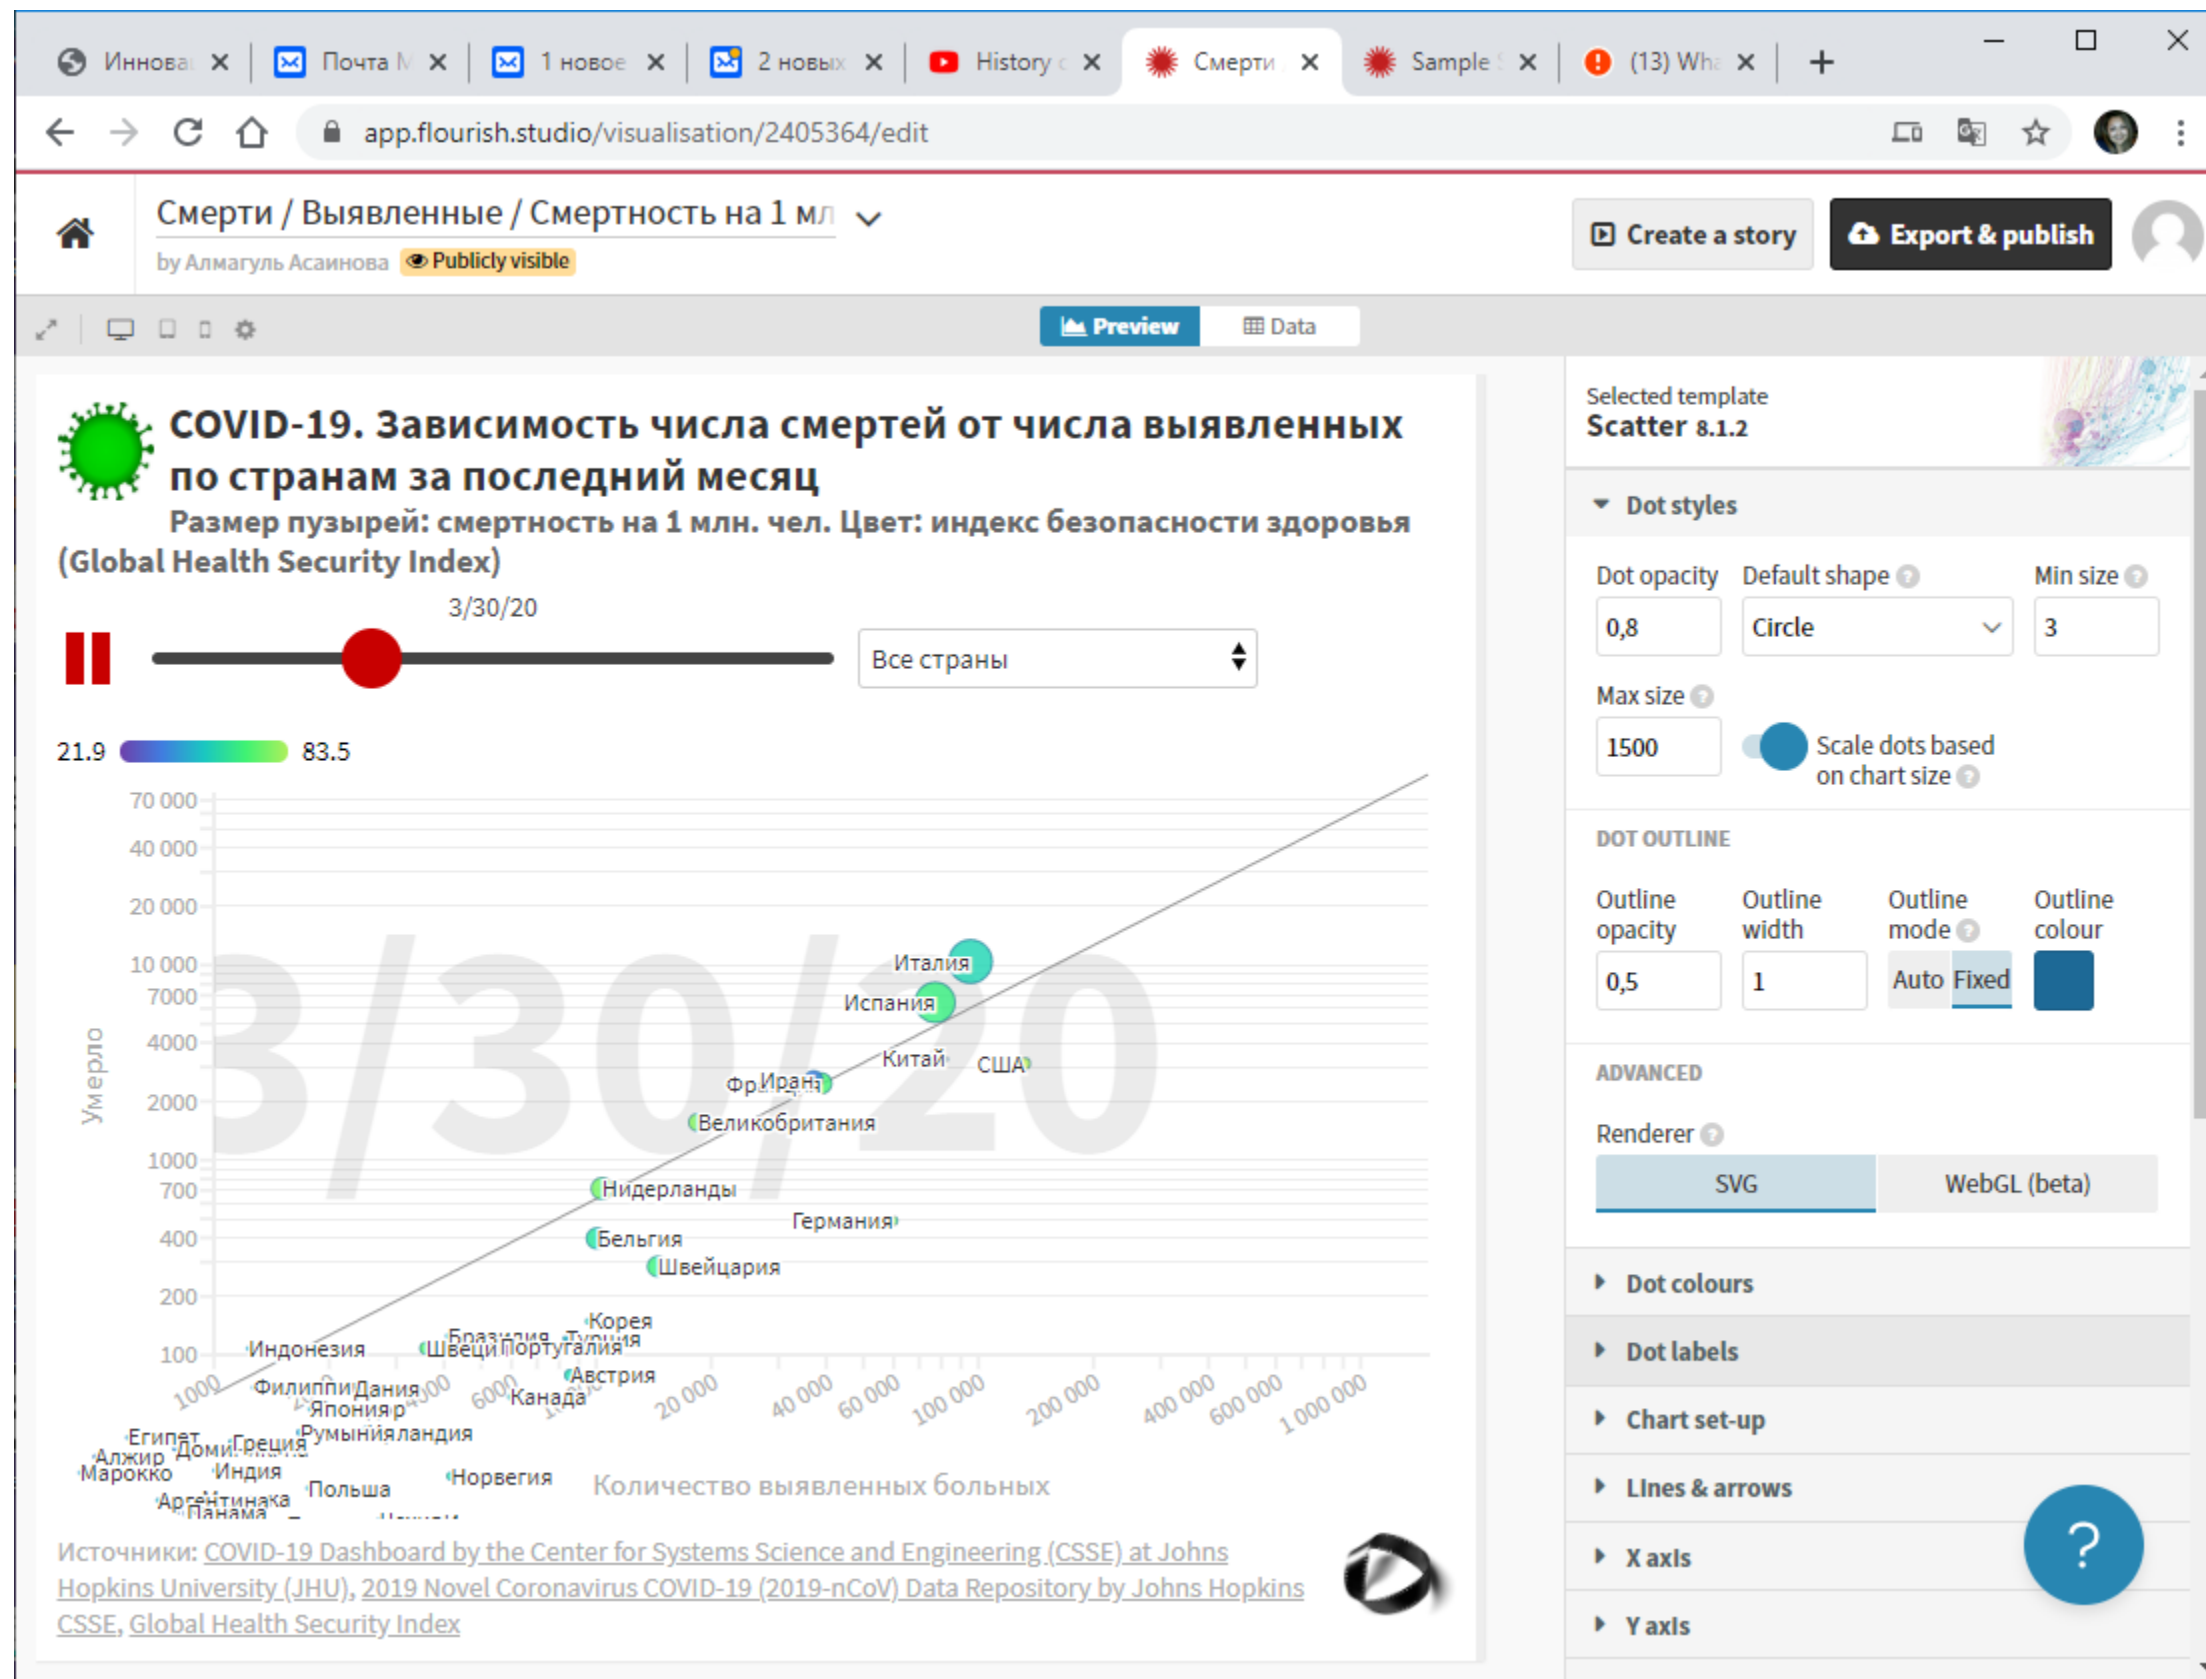 Иннова
Почта М
1 новое
2 новых
History c
Смерти
Sample S
(13) Wha
app.flourish.studio/visualisation/2405364/edit
Смерти / Выявленные / Смертность на 1 мл
by Алмагуль Асаинова
Publicly visible
Create a story
Export & publish
Preview
Data
COVID-19. Зависимость числа смертей от числа выявленных
по странам за последний месяц
Размер пузырей: смертность на 1 млн. чел. Цвет: индекс безопасности здоровья
(Global Health Security Index)
3/30/20
Все страны
21.9
83.5
70 000
40 000
20 000
10 000
7000
4000
2000
1000
700
400
200
100
Умерло
3/30/20
Италия
Испания
Китай
США
Иран
Великобритания
Нидерланды
Германия
Бельгия
Швейцария
Корея
Бразилия
Турция
Индонезия
Португалия
Австрия
Дания
Канада
Япония
Египет
Греция
Алжир
Марокко
Индия
Норвегия
Польша
Аргентина
Панама
1000
6000
20 000
40 000
60 000
100 000
200 000
400 000
600 000
1 000 000
Количество выявленных больных
Источники: COVID-19 Dashboard by the Center for Systems Science and Engineering (CSSE) at Johns
Hopkins University (JHU), 2019 Novel Coronavirus COVID-19 (2019-nCoV) Data Repository by Johns Hopkins
CSSE, Global Health Security Index
Selected template
Scatter 8.1.2
Dot styles
Dot opacity
Default shape
Min size
0,8
Circle
3
Max size
1500
Scale dots based
on chart size
DOT OUTLINE
Outline
opacity
Outline
width
Outline
mode
Outline
colour
0,5
1
Auto
Fixed
ADVANCED
Renderer
SVG
WebGL (beta)
Dot colours
Dot labels
Chart set-up
Lines & arrows
X axis
Y axis
?